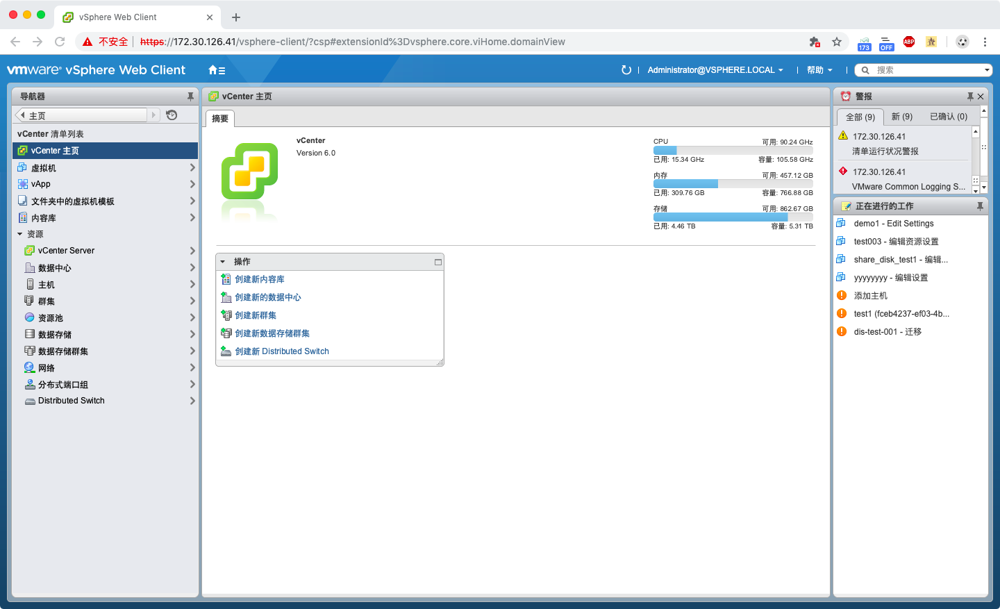 vSphere Web Client
不安全 https://172.30.126.41/vsphere-client/?csp#extensionId%3Dvsphere.core.viHome.domainView
173
OFF
ABP
vmware® vSphere Web Client
Administrator@VSPHERE.LOCAL
帮助
搜索
导航器
主页
vCenter 清单列表
vCenter 主页
虚拟机
vApp
文件夹中的虚拟机模板
内容库
资源
vCenter Server
数据中心
主机
群集
资源池
数据存储
数据存储群集
网络
分布式端口组
Distributed Switch
vCenter 主页
摘要
vCenter
Version 6.0
CPU 可用: 90.24 GHz
已用: 15.34 GHz 容量: 105.58 GHz
内存 可用: 457.12 GB
已用: 309.76 GB 容量: 766.88 GB
存储 可用: 862.67 GB
已用: 4.46 TB 容量: 5.31 TB
操作
创建新内容库
创建新的数据中心
创建新群集
创建新数据存储群集
创建新 Distributed Switch
警报
全部 (9) 新 (9) 已确认 (0)
172.30.126.41
清单运行状况警报
172.30.126.41
VMware Common Logging S...
正在进行的工作
demo1 - Edit Settings
test003 - 编辑资源设置
share_disk_test1 - 编辑...
yyyyyyyy - 编辑设置
添加主机
test1 (fceb4237-ef03-4b...
dis-test-001 - 迁移